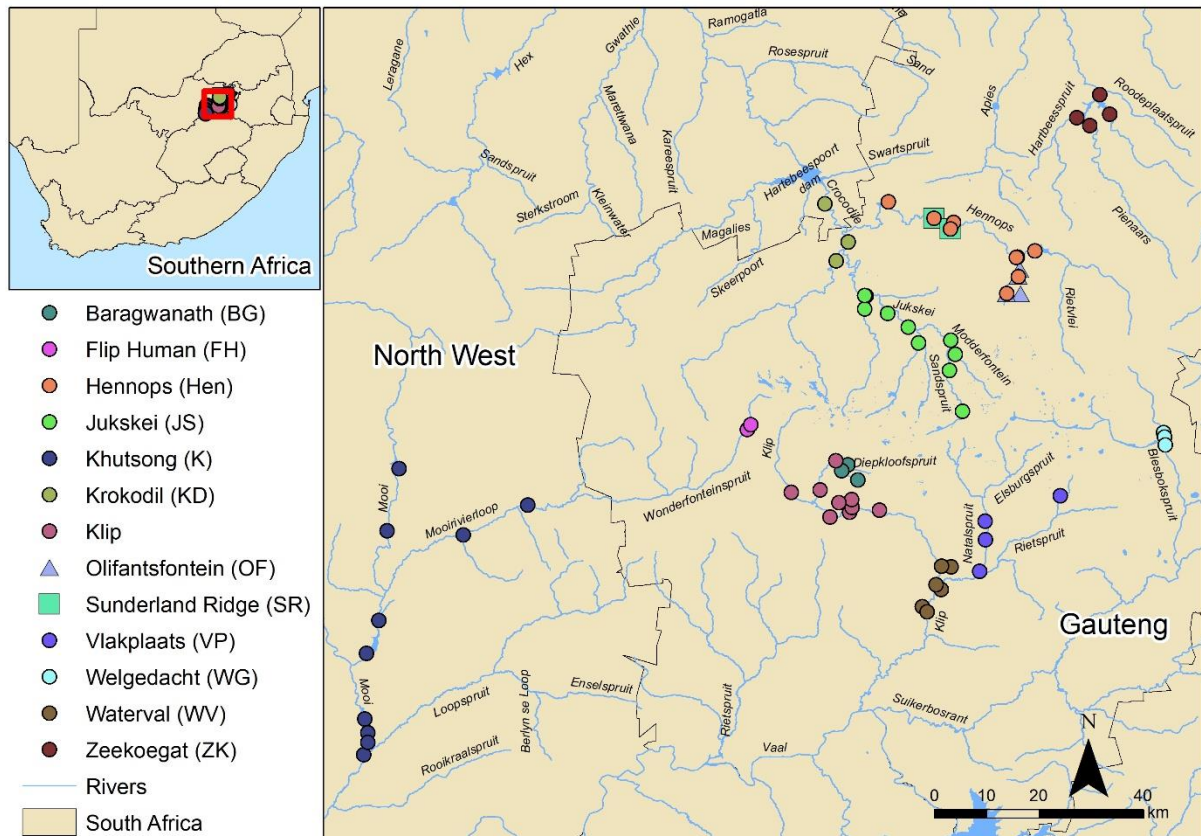 Southern Africa
Baragwanath (BG)
Flip Human (FH)
Hennops (Hen)
Jukskei (JS)
Khutsong (K)
Krokodil (KD)
Klip
Olifantsfontein (OF)
Sunderland Ridge (SR)
Vlakplaats (VP)
Welgedacht (WG)
Waterval (WV)
Zeekoegat (ZK)
Rivers
South Africa
Leragane
Hex
Gwathle
Ramogatla
Rosespruit
Sand
Apies
Hartbeesspruit
Roodeplaatspruit
Maretlwana
Kareespruit
Sandspruit
Sterkstroom
Kleinwate
Hartebeespoort
dam
Swartspruit
Crocodile
Magalies
Skeerpoort
Hennops
Pienaars
Rietvlei
North West
Jukskei
Modderfontein
Sandspruit
Klip
Diepkloofspruit
Blesbokspruit
Elsburgspruit
Mooi
Mooirivierloop
Wonderfonteinspruit
Natalspruit
Rietspruit
Klip
Gauteng
Mooi
Loopspruit
Berlyn se Loop
Enselspruit
Rietspruit
Suikerbosrant
Rooikraalspruit
Vaal
N
0 10 20 30 40
km